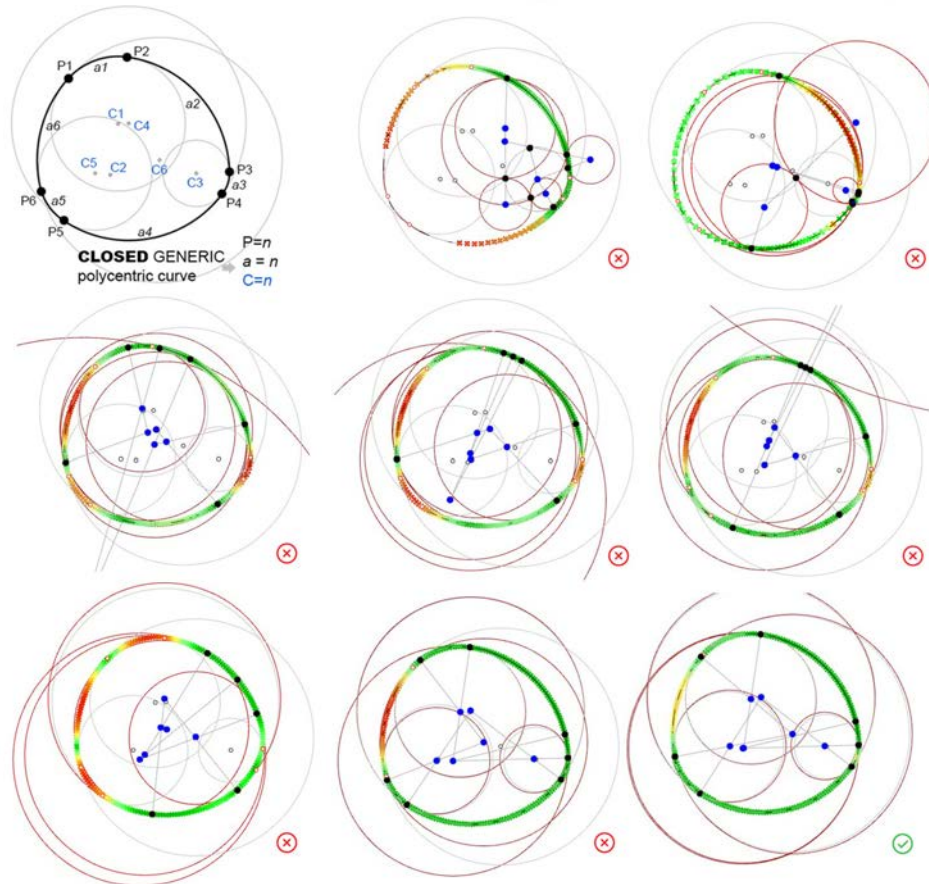 P2
P1
a1
a2
a6
C1
C4
C6
C5
C2
C3
P3
a3
P4
P6
a5
P5
a4
CLOSED GENERIC
polycentric curve
P=n
a = n
C=n